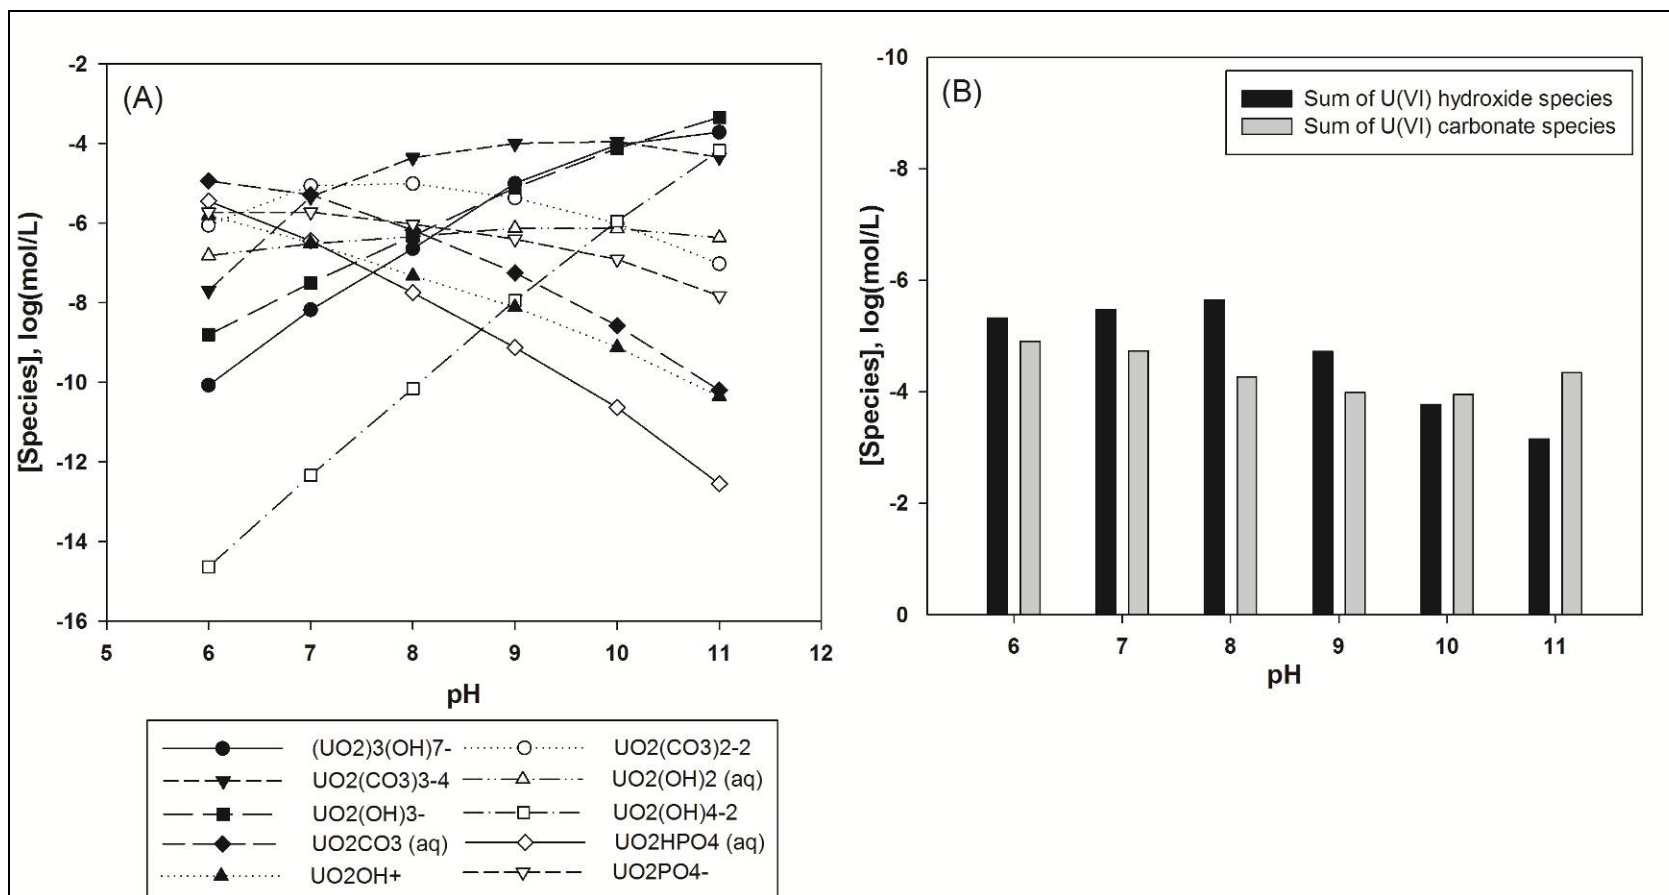 (A)
[Species], log(mol/L)
-2
-4
-6
-8
-10
-12
-14
-16
5 6 7 8 9 10 11 12
pH
(UO2)3(OH)7-
UO2(CO3)2-2
UO2(CO3)3-4
UO2(OH)2 (aq)
UO2(OH)3-
UO2(OH)4-2
UO2CO3 (aq)
UO2HPO4 (aq)
UO2OH+
UO2PO4-
(B)
Sum of U(VI) hydroxide species
Sum of U(VI) carbonate species
[Species], log(mol/L)
-10
-8
-6
-4
-2
0
6 7 8 9 10 11
pH